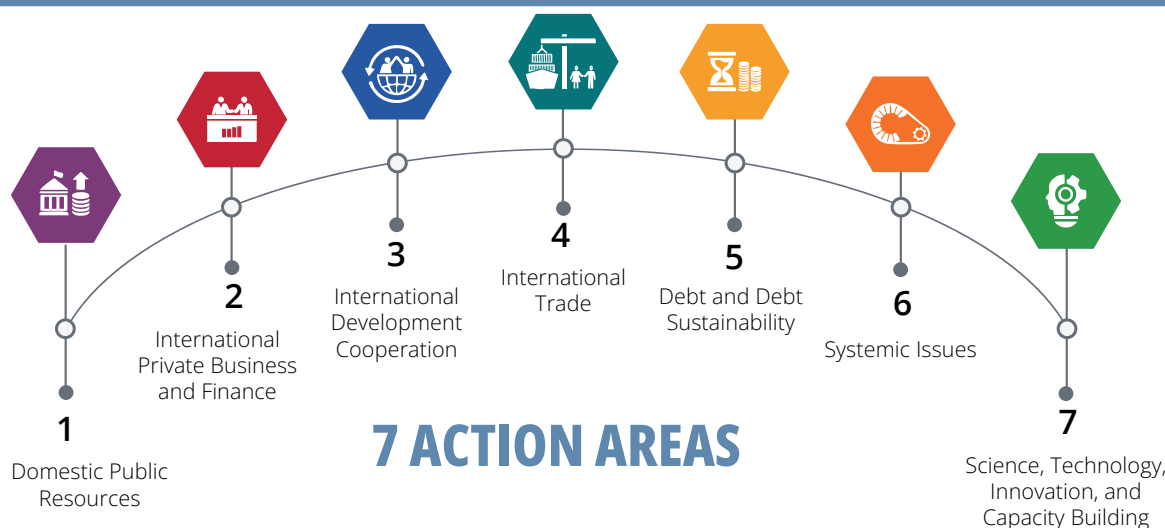 1
Domestic Public
Resources
2
International
Private Business
and Finance
3
International
Development
Cooperation
4
International
Trade
5
Debt and Debt
Sustainability
6
Systemic Issues
7
Science, Technology,
Innovation, and
Capacity Building
7 ACTION AREAS